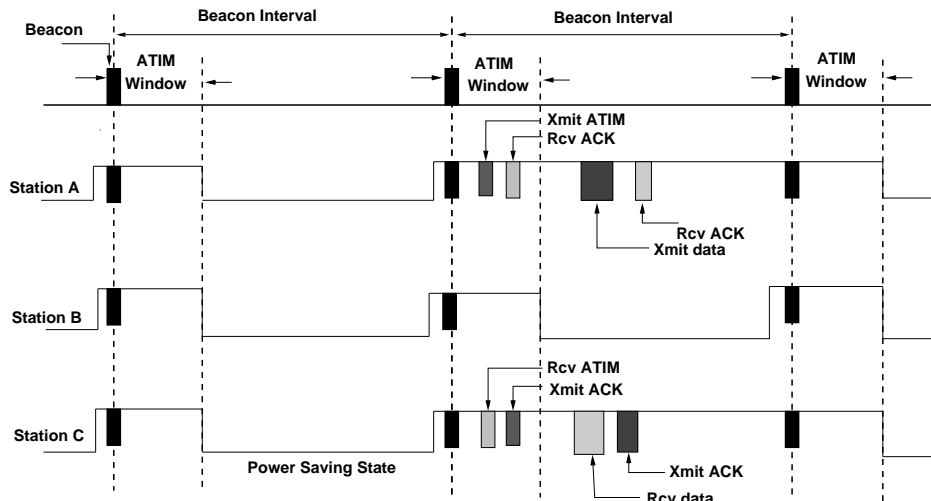 Beacon Interval
Beacon Interval
Beacon
ATIM
Window
ATIM
Window
ATIM
Window
Xmit ATIM
Rcv ACK
Station A
Rcv ACK
Xmit data
Station B
Rcv ATIM
Xmit ACK
Station C
Power Saving State
Xmit ACK
Rcv data